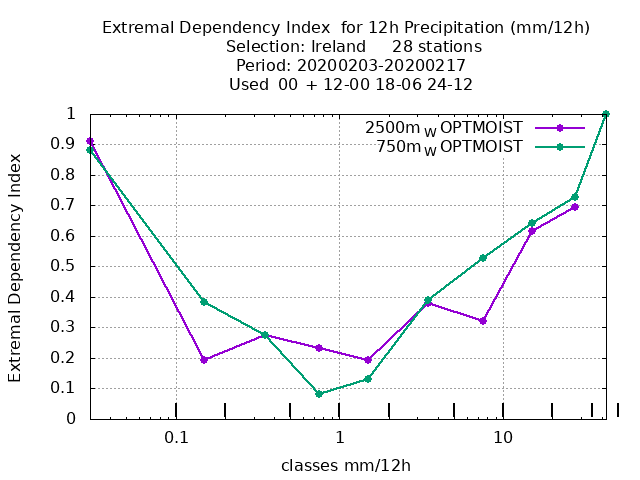 Extremal Dependency Index  for 12h Precipitation (mm/12h)
Selection: Ireland     28 stations
Period: 20200203-20200217
Used  00  + 12-00 18-06 24-12
2500m W OPTMOIST
750m W OPTMOIST
1
0.9
0.8
0.7
0.6
0.5
0.4
0.3
0.2
0.1
0
Extremal Dependency Index
0.1 1 10
classes mm/12h